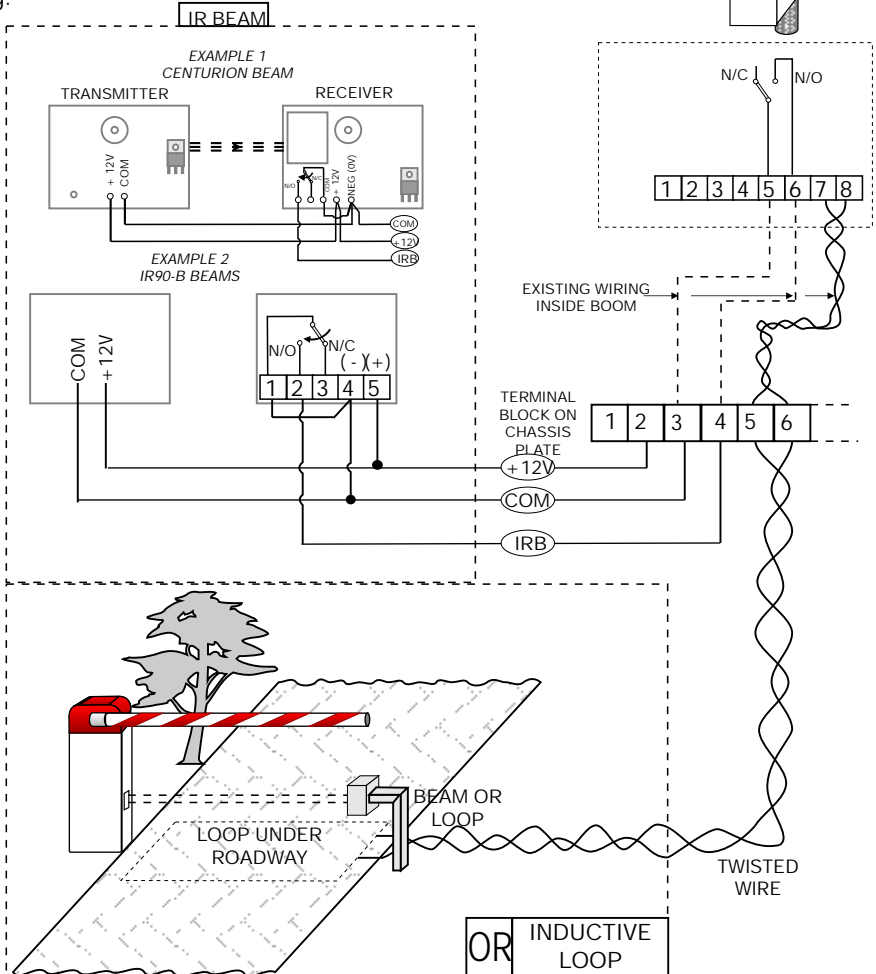 g.
IR BEAM
EXAMPLE 1
CENTURION BEAM
TRANSMITTER
RECEIVER
+ 12V
COM
N/O
N/C
COM
+ 12V
NEG (0V)
COM
+12V
IRB
EXAMPLE 2
IR90-B BEAMS
COM
+12V
N/O
N/C
(-)(+)
1 2 3 4 5
N/C
N/O
1 2 3 4 5 6 7 8
EXISTING WIRING
INSIDE BOOM
TERMINAL
BLOCK ON
CHASSIS
PLATE
1 2 3 4 5 6
+12V
COM
IRB
BEAM OR
LOOP
LOOP UNDER
ROADWAY
TWISTED
WIRE
OR
INDUCTIVE
LOOP